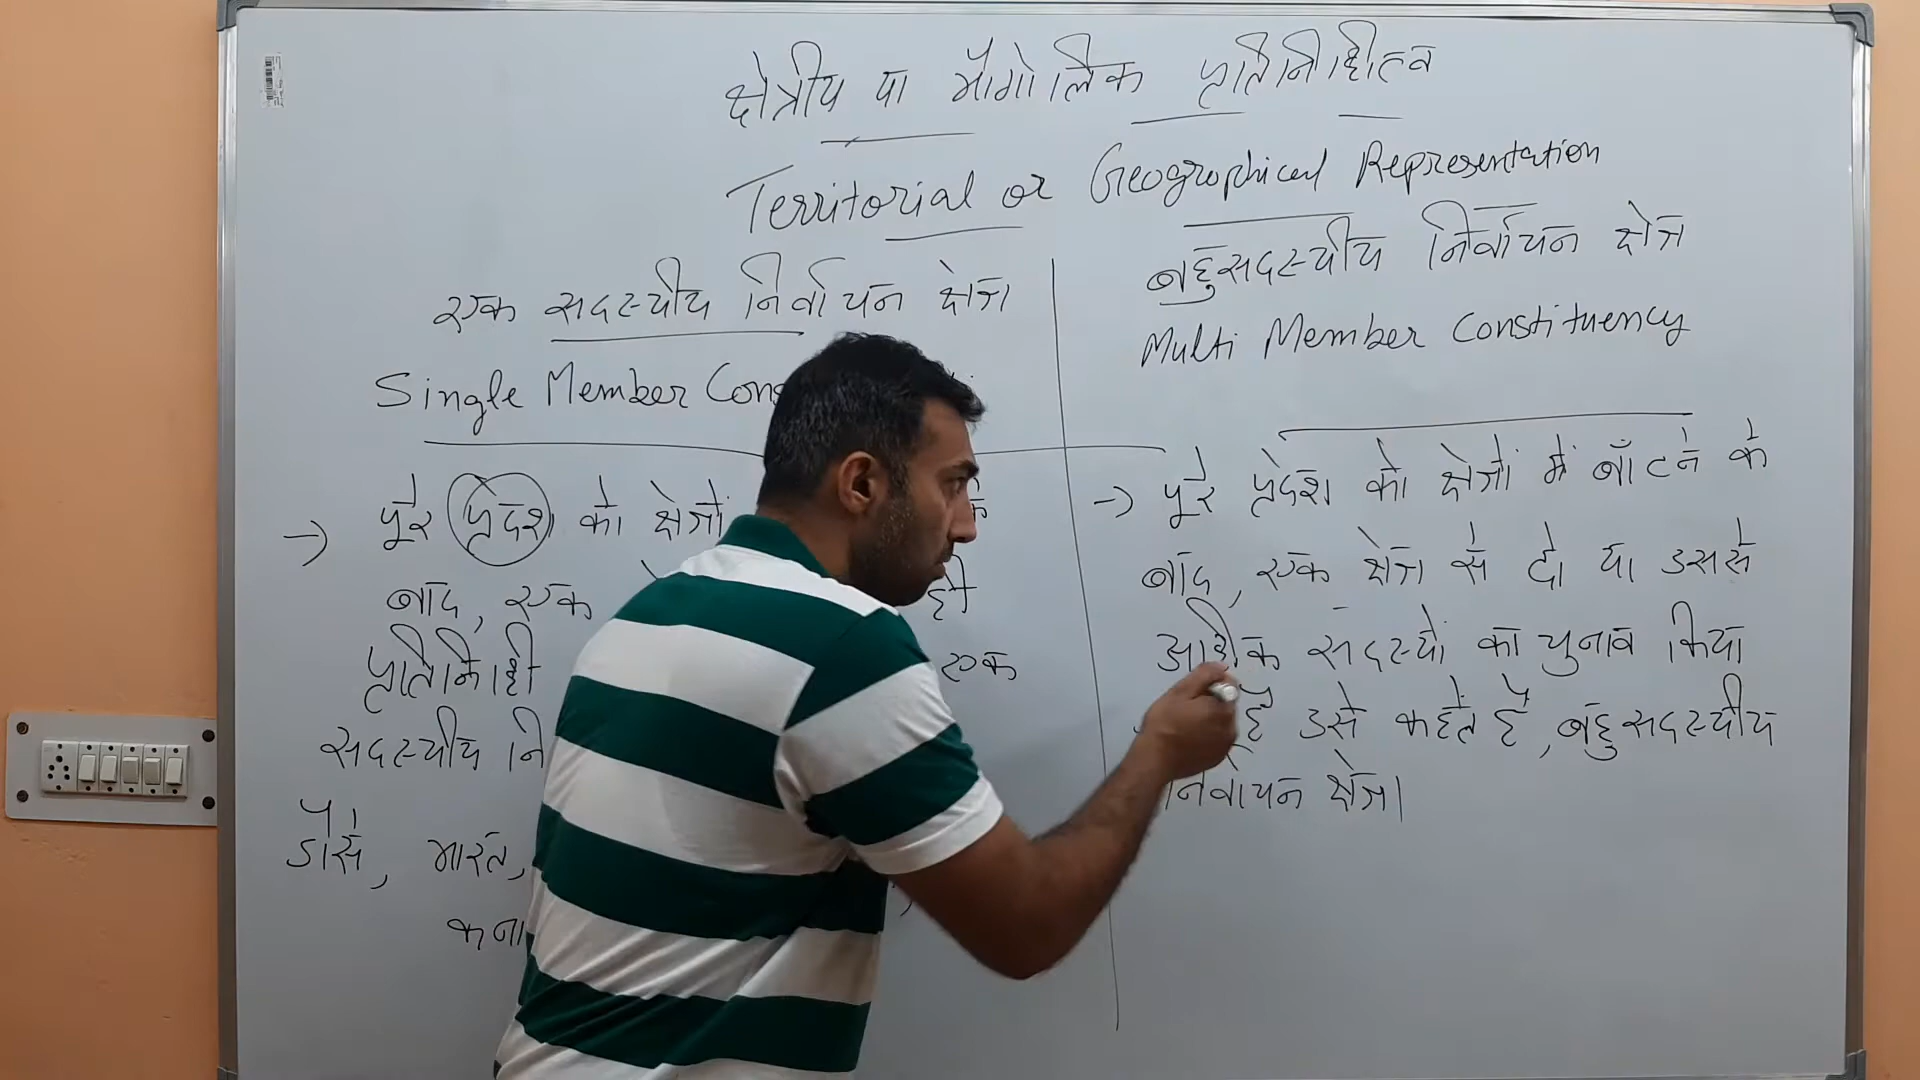 क्षेत्रीय या भौगोलिक प्रतिनिधित्व
Territorial or Geographical Representation
एक सदस्यीय निर्वाचन क्षेत्र
Single Member Cons
पूरे प्रदेश को क्षेत्रों
बाद, एक
ही
प्रतिनिधी
एक
सदस्यीय नि
भारत,
बहुसदस्यीय निर्वाचन क्षेत्र
Multi Member Constituency
→ पूरे प्रदेश को क्षेत्रों में बाँटने के
बाद, एक क्षेत्र से दो या उससे
अधिक सदस्यों का चुनाव किया
है उसे कहते हैं, बहुसदस्यीय
निर्वाचन क्षेत्र।